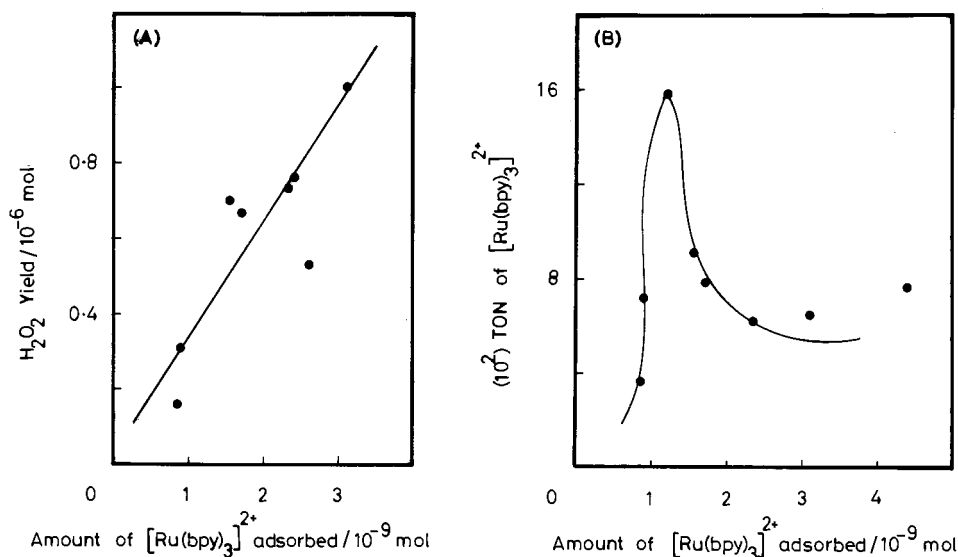 (A)
H₂O₂ Yield/10⁻⁶ mol
0·8
0·4
0 1 2 3
Amount of [Ru(bpy)₃]²⁺ adsorbed/10⁻⁹ mol
(B)
(10²) TON of [Ru(bpy)₃]²⁺
16
8
0 1 2 3 4
Amount of [Ru(bpy)₃]²⁺ adsorbed/10⁻⁹ mol